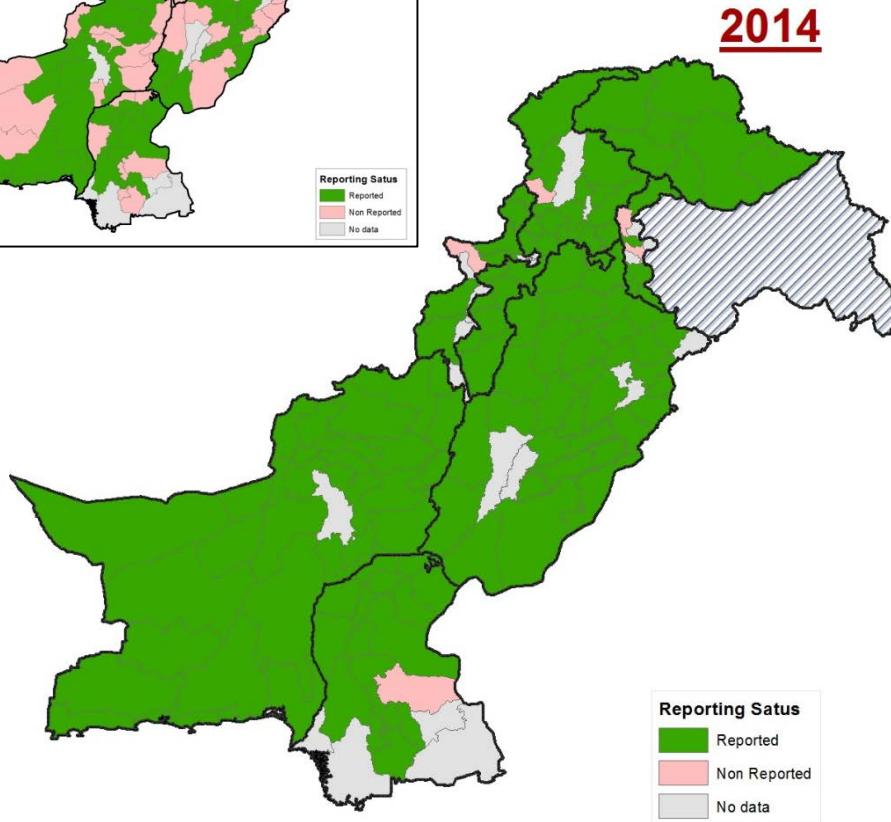 2014
Reporting Satus
Reported
Non Reported
No data
Reporting Satus
Reported
Non Reported
No data